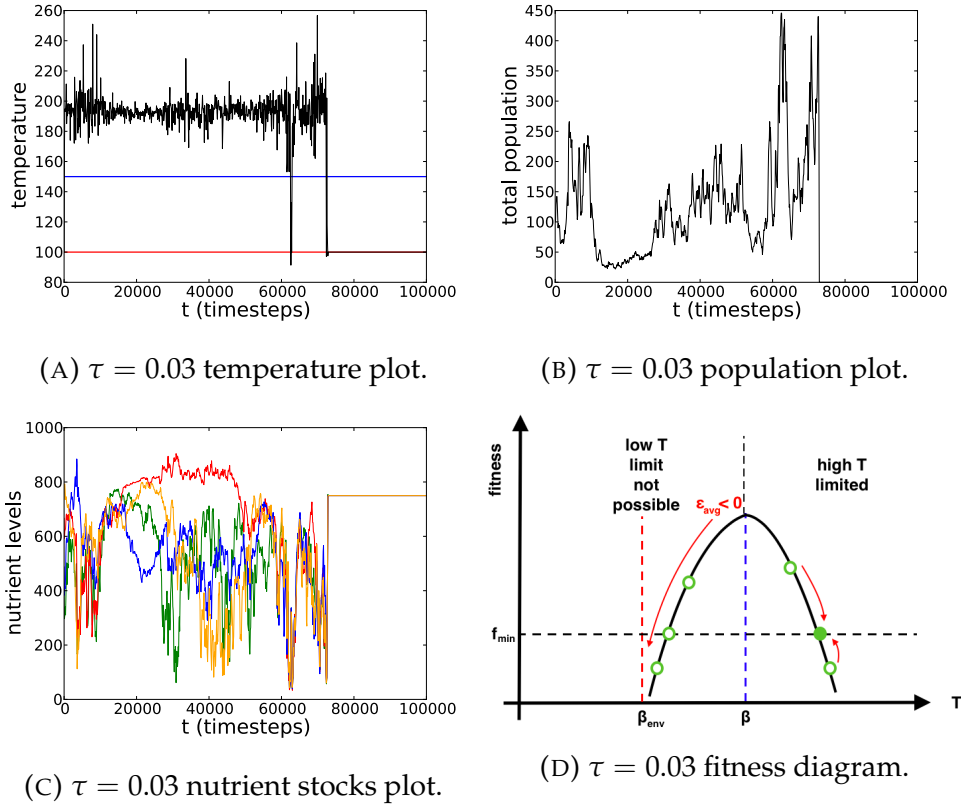 260
240
220
200
180
160
140
120
100
80
temperature
0 20000 40000 60000 80000 100000
t (timesteps)
(A) τ = 0.03 temperature plot.
450
400
350
300
250
200
150
100
50
0
total population
0 20000 40000 60000 80000 100000
t (timesteps)
(B) τ = 0.03 population plot.
1000
800
600
400
200
0
nutrient levels
0 20000 40000 60000 80000 100000
t (timesteps)
(C) τ = 0.03 nutrient stocks plot.
fitness
low T
limit
not
possible
ε_avg< 0
high T
limited
f_min
β_env
β
T
(D) τ = 0.03 fitness diagram.